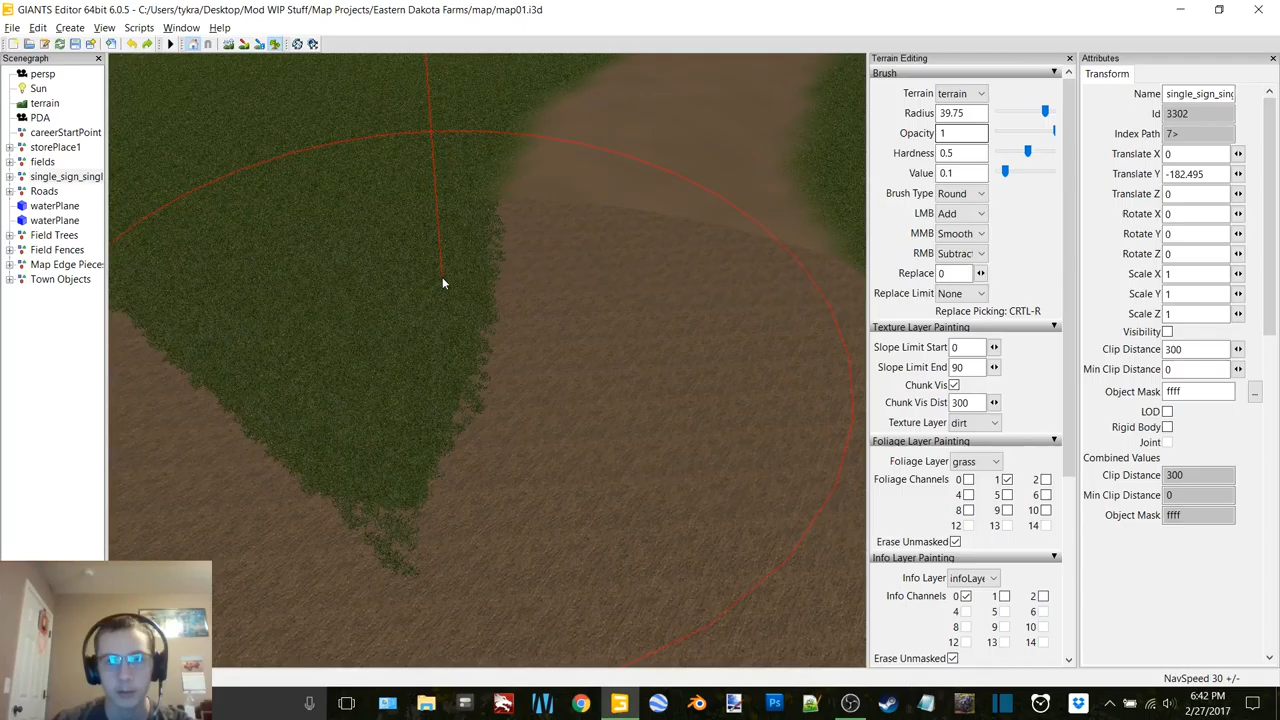 GIANTS Editor 64bit 6.0.5 - C:/Users/tykra/Desktop/Mod WIP Stuff/Map Projects/Eastern Dakota Farms/map/map01.i3d
File Edit Create View Scripts Window Help
Scenegraph
persp
Sun
terrain
PDA
careerStartPoint
storePlace1
fields
single_sign_singl
Roads
waterPlane
waterPlane
Field Trees
Field Fences
Map Edge Piece:
Town Objects
Terrain Editing
Brush
Terrain terrain
Radius 39.75
Opacity 1
Hardness 0.5
Value 0.1
Brush Type Round
LMB Add
MMB Smooth
RMB Subtract
Replace 0
Replace Limit None
Replace Picking: CRTL-R
Texture Layer Painting
Slope Limit Start 0
Slope Limit End 90
Chunk Vis
Chunk Vis Dist 300
Texture Layer dirt
Foliage Layer Painting
Foliage Layer grass
Foliage Channels 0 1 2
4 5 6
8 9 10
12 13 14
Erase Unmasked
Info Layer Painting
Info Layer infoLaye
Info Channels 0 1 2
4 5 6
8 9 10
12 13 14
Erase Unmasked
Attributes
Transform
Name single_sign_sing
Id 3302
Index Path 7>
Translate X 0
Translate Y -182.495
Translate Z 0
Rotate X 0
Rotate Y 0
Rotate Z 0
Scale X 1
Scale Y 1
Scale Z 1
Visibility
Clip Distance 300
Min Clip Distance 0
Object Mask ffff ...
LOD
Rigid Body
Joint
Combined Values
Clip Distance 300
Min Clip Distance 0
Object Mask ffff
NavSpeed 30 +/-
6:42 PM
2/27/2017